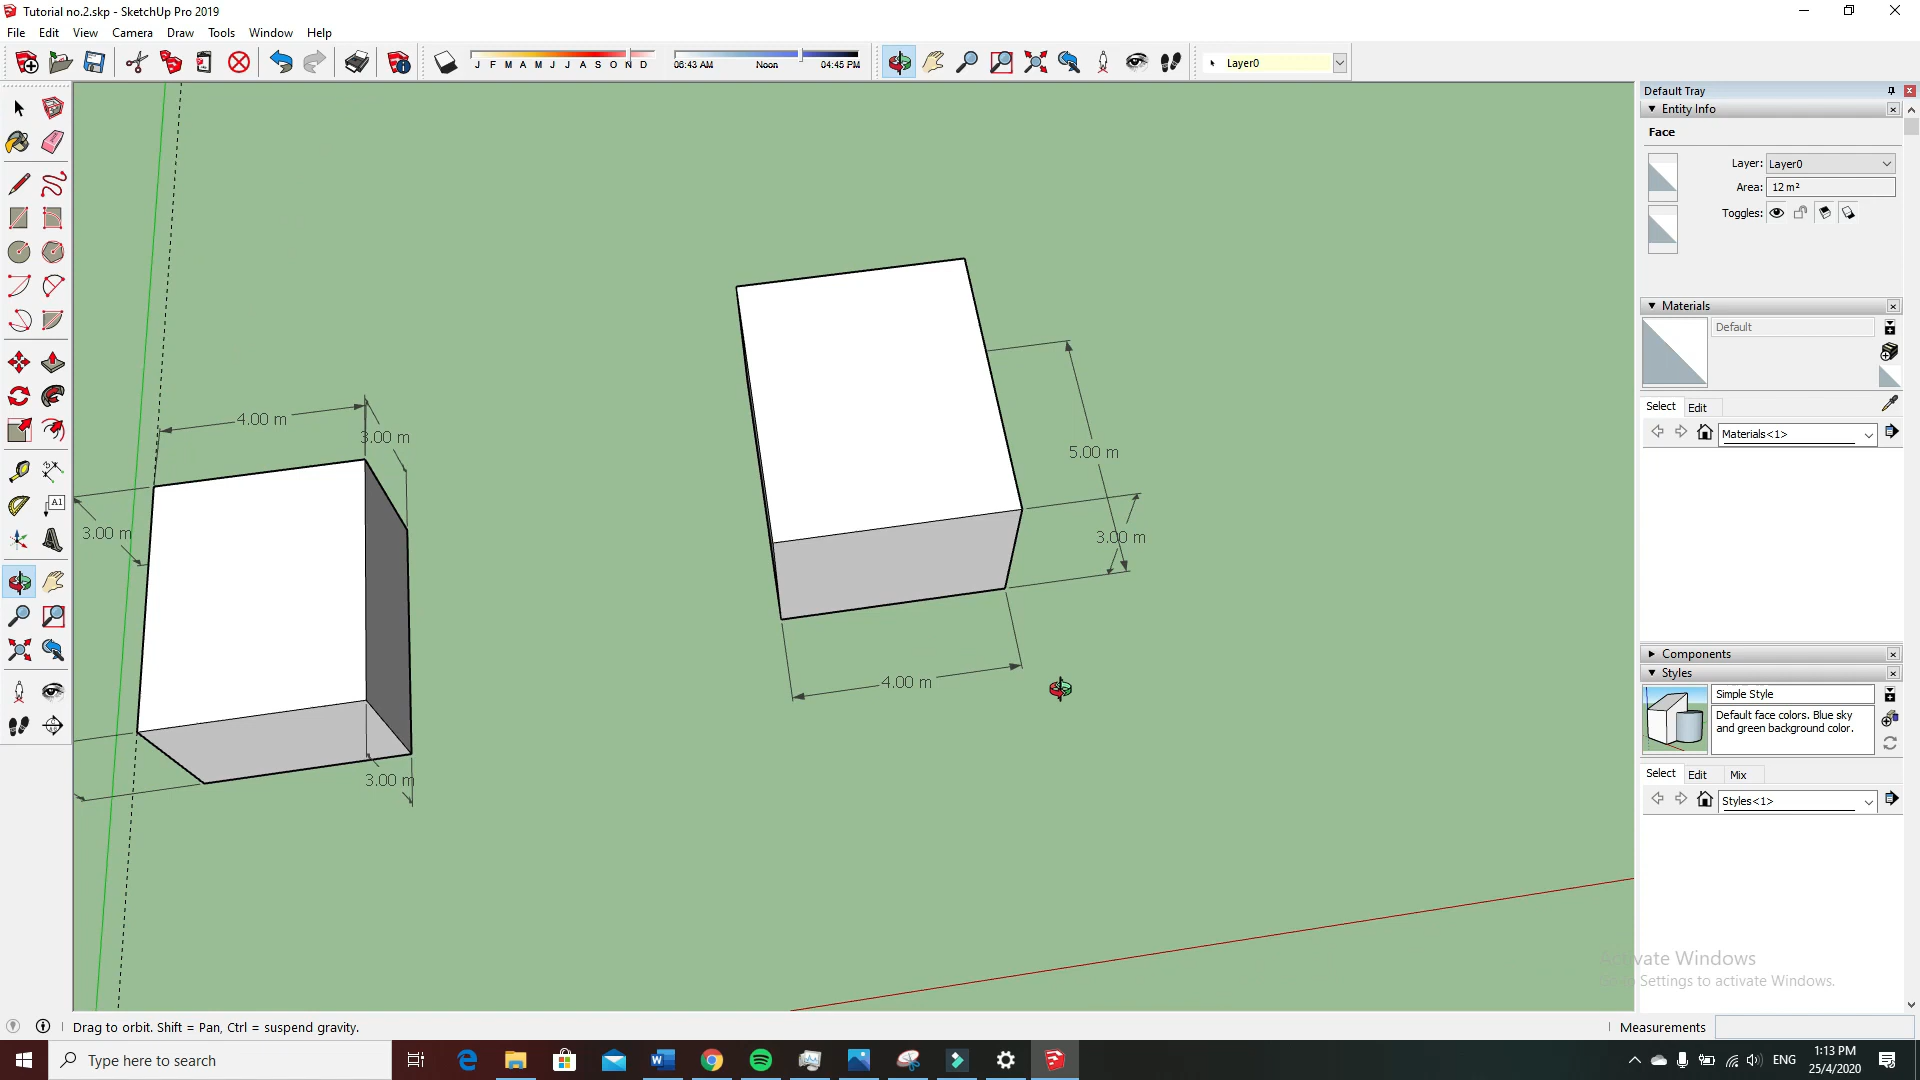 Tutorial no.2.skp - SketchUp Pro 2019
File Edit View Camera Draw Tools Window Help
J F M A M J J A S O N D
06:43 AM Noon 04:45 PM
Layer0
Default Tray
Entity Info
Face
Layer: Layer0
Area: 12 m²
Toggles:
Materials
Default
Select Edit
Materials<1>
Components
Styles
Simple Style
Default face colors. Blue sky
and green background color.
Select Edit Mix
Styles<1>
A1
4.00 m
3.00 m
3.00 m
3.00 m
5.00 m
3.00 m
4.00 m
Activate Windows
Settings to activate Windows.
Drag to orbit. Shift = Pan, Ctrl = suspend gravity.
Measurements
Type here to search
ENG
1:13 PM
25/4/2020